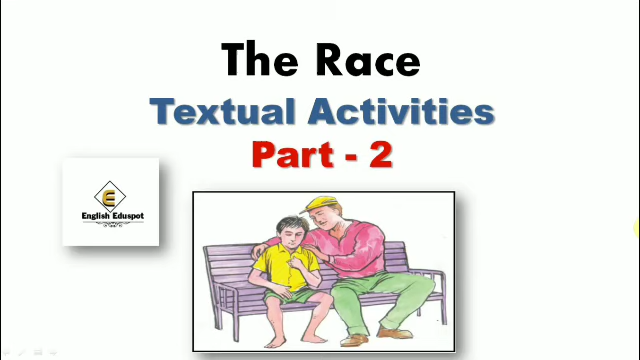 The Race
Textual Activities
Part - 2
E
English Eduspot